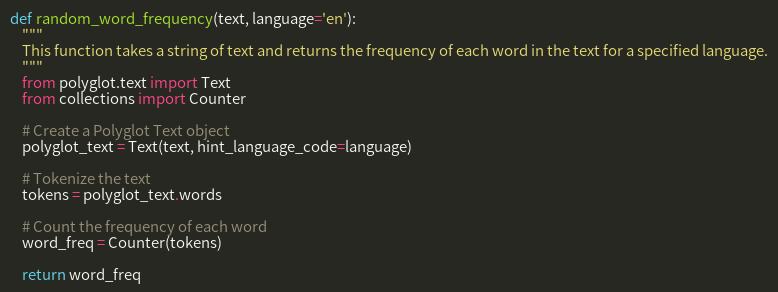 def random_word_frequency(text, language='en'):
    """
    This function takes a string of text and returns the frequency of each word in the text for a specified language.
    """
    from polyglot.text import Text
    from collections import Counter

    # Create a Polyglot Text object
    polyglot_text = Text(text, hint_language_code=language)

    # Tokenize the text
    tokens = polyglot_text.words

    # Count the frequency of each word
    word_freq = Counter(tokens)

    return word_freq